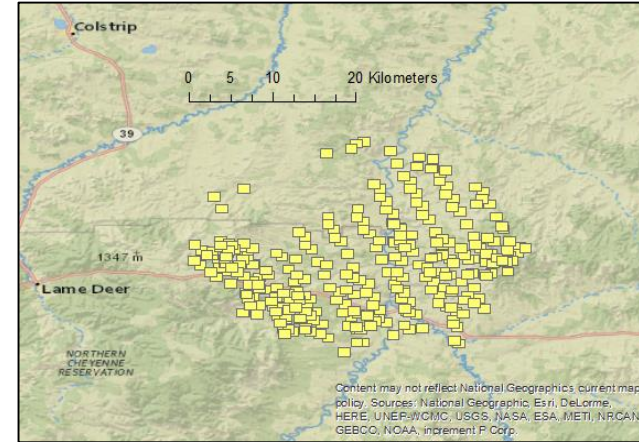 Colstrip
0 5 10 20 Kilometers
39
1347 m
Lame Deer
NORTHERN
CHEYENNE
RESERVATION
Content may not reflect National Geographics current map
policy. Sources: National Geographic, Esri, DeLorme,
HERE, UNEP-WCMC, USGS, NASA, ESA, METI, NRCAN,
GEBCO, NOAA, increment P Corp.